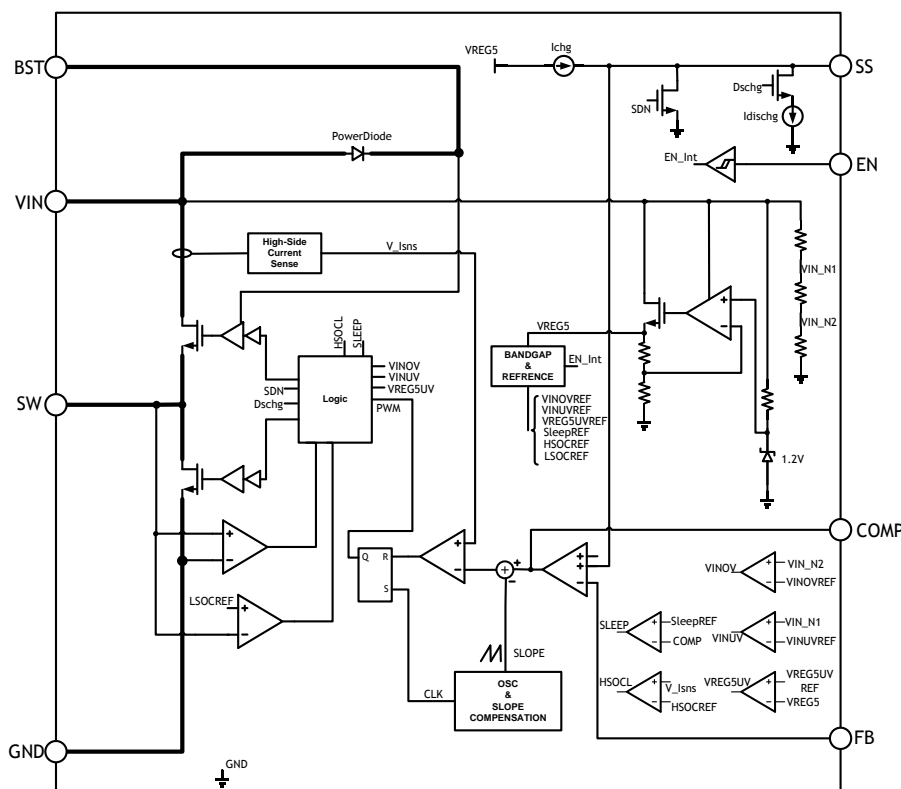 BST
VREG5
Ichg
SS
SDN
Dschg
Idischg
PowerDiode
EN_Int
EN
VIN
High-Side
Current
Sense
V_Isns
VIN_N1
VIN_N2
HSOCL
SLEEP
VREG5
BANDGAP
&
REFRENCE
EN_Int
Logic
VINOV
VINUV
VREG5UV
PWM
SDN
Dschg
SW
VINOVREF
VINUVREF
VREG5UVREF
SleepREF
HSOCREF
LSOCREF
1.2V
+
-
+
-
LSOCREF
+
-
Q
R
S
+
-
+
+
-
+
+
-
COMP
VINOV
+
-
VIN_N2
VINOVREF
SLEEP
+
-
SleepREF
COMP
VINUV
+
-
VIN_N1
VINUVREF
HSOCL
+
-
V_Isns
HSOCREF
VREG5UV
+
-
VREG5UV
REF
VREG5
SLOPE
CLK
OSC
&
SLOPE
COMPENSATION
GND
GND
FB